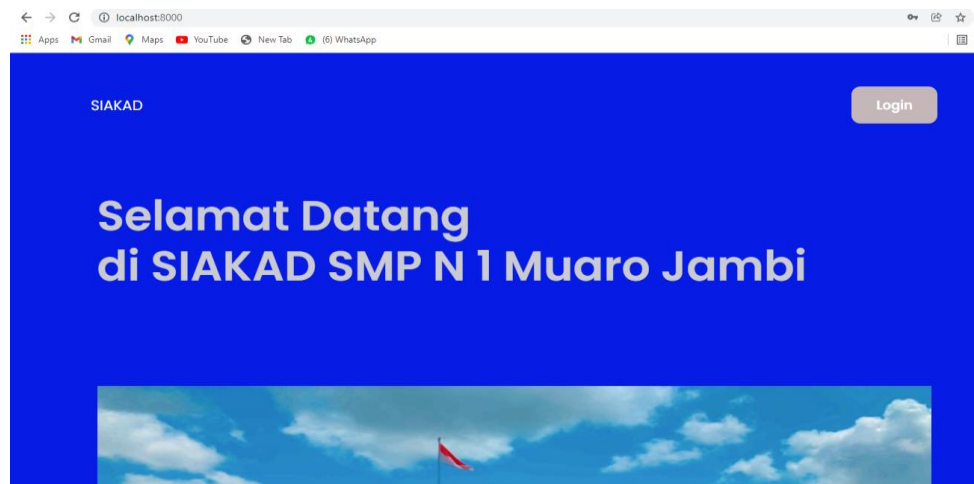 localhost:8000
Apps Gmail Maps YouTube New Tab (6) WhatsApp
SIAKAD Login
Selamat Datang
di SIAKAD SMP N 1 Muaro Jambi